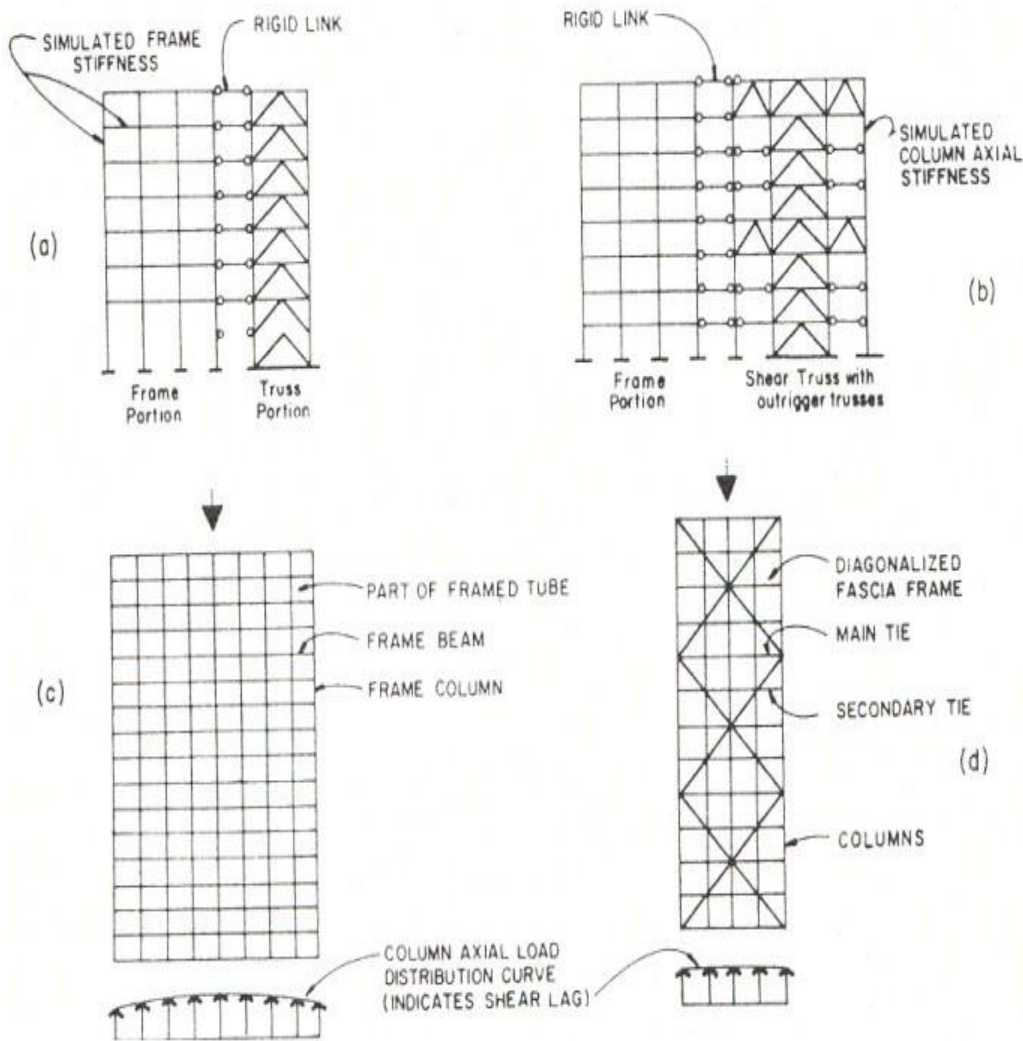 RIGID LINK
SIMULATED FRAME
STIFFNESS
(a)
Frame
Portion
Truss
Portion
RIGID LINK
SIMULATED
COLUMN AXIAL
STIFFNESS
(b)
Frame
Portion
Shear Truss with
outrigger trusses
PART OF FRAMED TUBE
FRAME BEAM
(c)
FRAME COLUMN
DIAGONALIZED
FASCIA FRAME
MAIN TIE
SECONDARY TIE
(d)
COLUMNS
COLUMN AXIAL LOAD
DISTRIBUTION CURVE
(INDICATES SHEAR LAG)